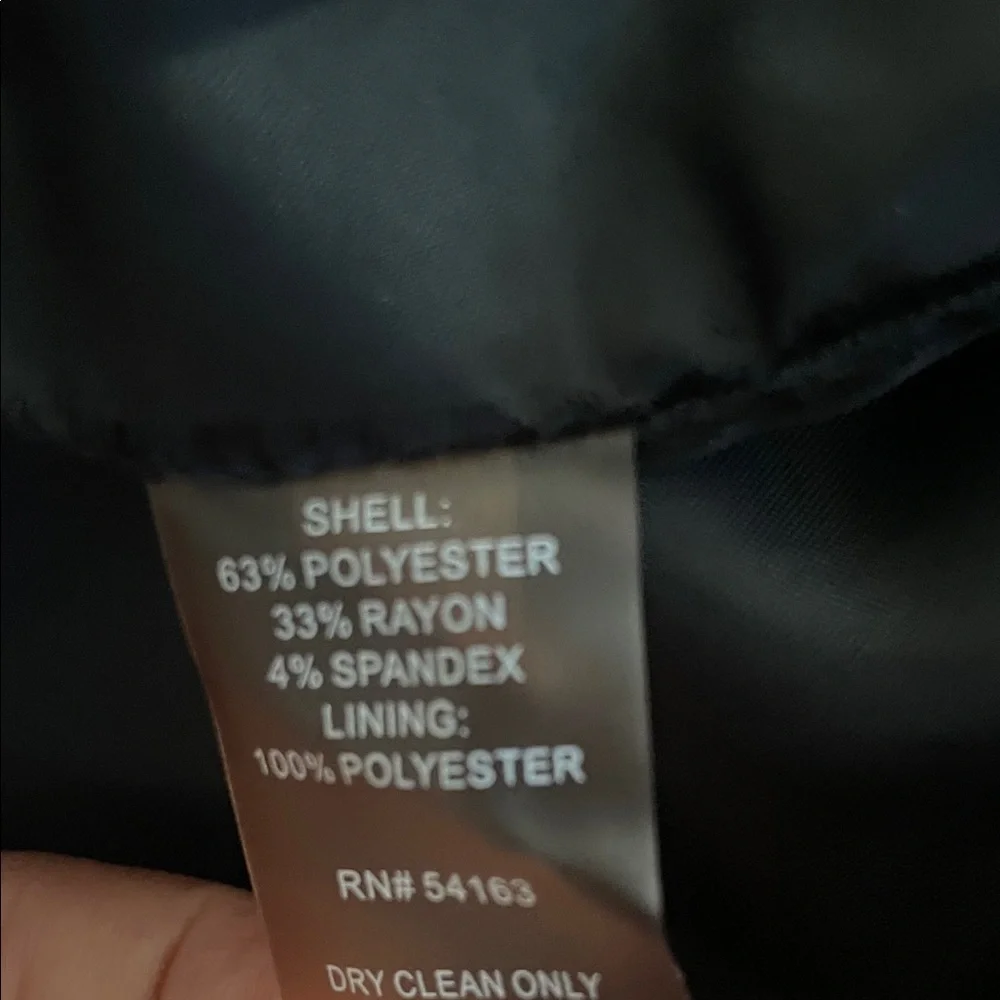 SHELL:
63% POLYESTER
33% RAYON
4% SPANDEX
LINING:
100% POLYESTER
RN# 54163
DRY CLEAN ONLY